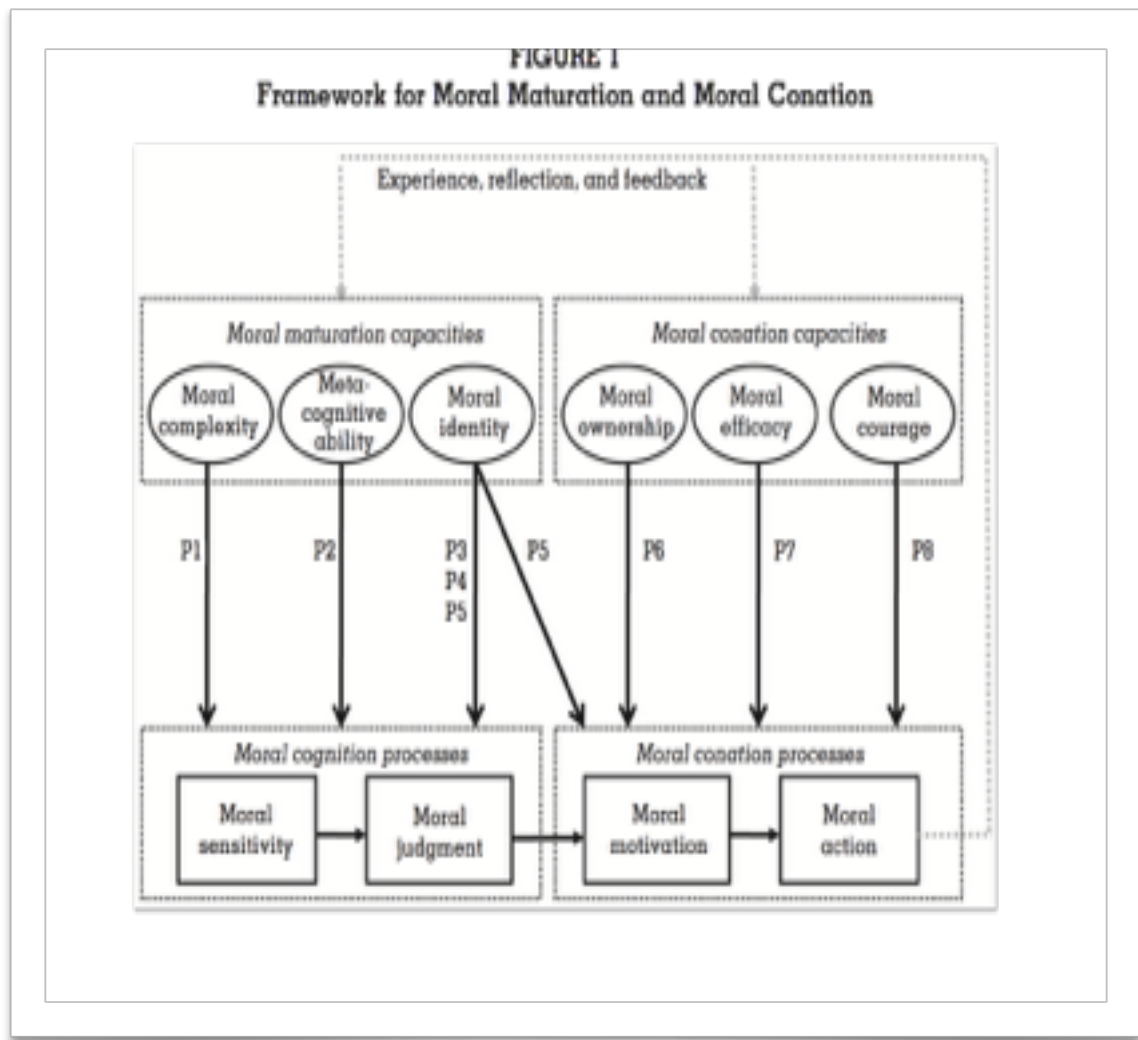 FIGURE 1
Framework for Moral Maturation and Moral Conation
Experience, reflection, and feedback
Moral maturation capacities
Moral
complexity
Meta-
cognitive
ability
Moral
identity
Moral conation capacities
Moral
ownership
Moral
efficacy
Moral
courage
P1
P2
P3
P4
P5
P5
P6
P7
P8
Moral cognition processes
Moral
sensitivity
Moral
judgment
Moral conation processes
Moral
motivation
Moral
action